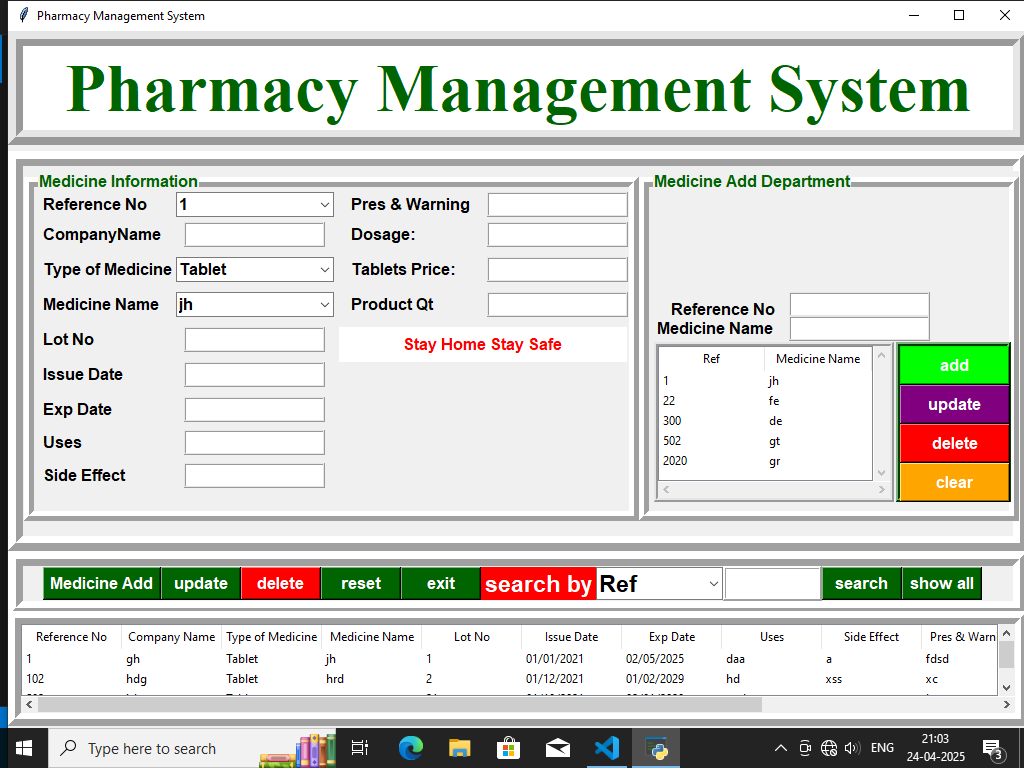 Pharmacy Management System
Pharmacy Management System
Medicine Information
Reference No 1 Pres & Warning
CompanyName Dosage:
Type of Medicine Tablet Tablets Price:
Medicine Name jh Product Qt
Lot No Stay Home Stay Safe
Issue Date
Exp Date
Uses
Side Effect
Medicine Add Department
Reference No
Medicine Name
Ref Medicine Name
1 jh
22 fe
300 de
502 gt
2020 gr
add
update
delete
clear
Medicine Add update delete reset exit search by Ref search show all
Reference No Company Name Type of Medicine Medicine Name Lot No Issue Date Exp Date Uses Side Effect Pres & Warn
1 gh Tablet jh 1 01/01/2021 02/05/2025 daa a fdsd
102 hdg Tablet hrd 2 01/12/2021 01/02/2029 hd xss xc
Type here to search
ENG
21:03
24-04-2025
3